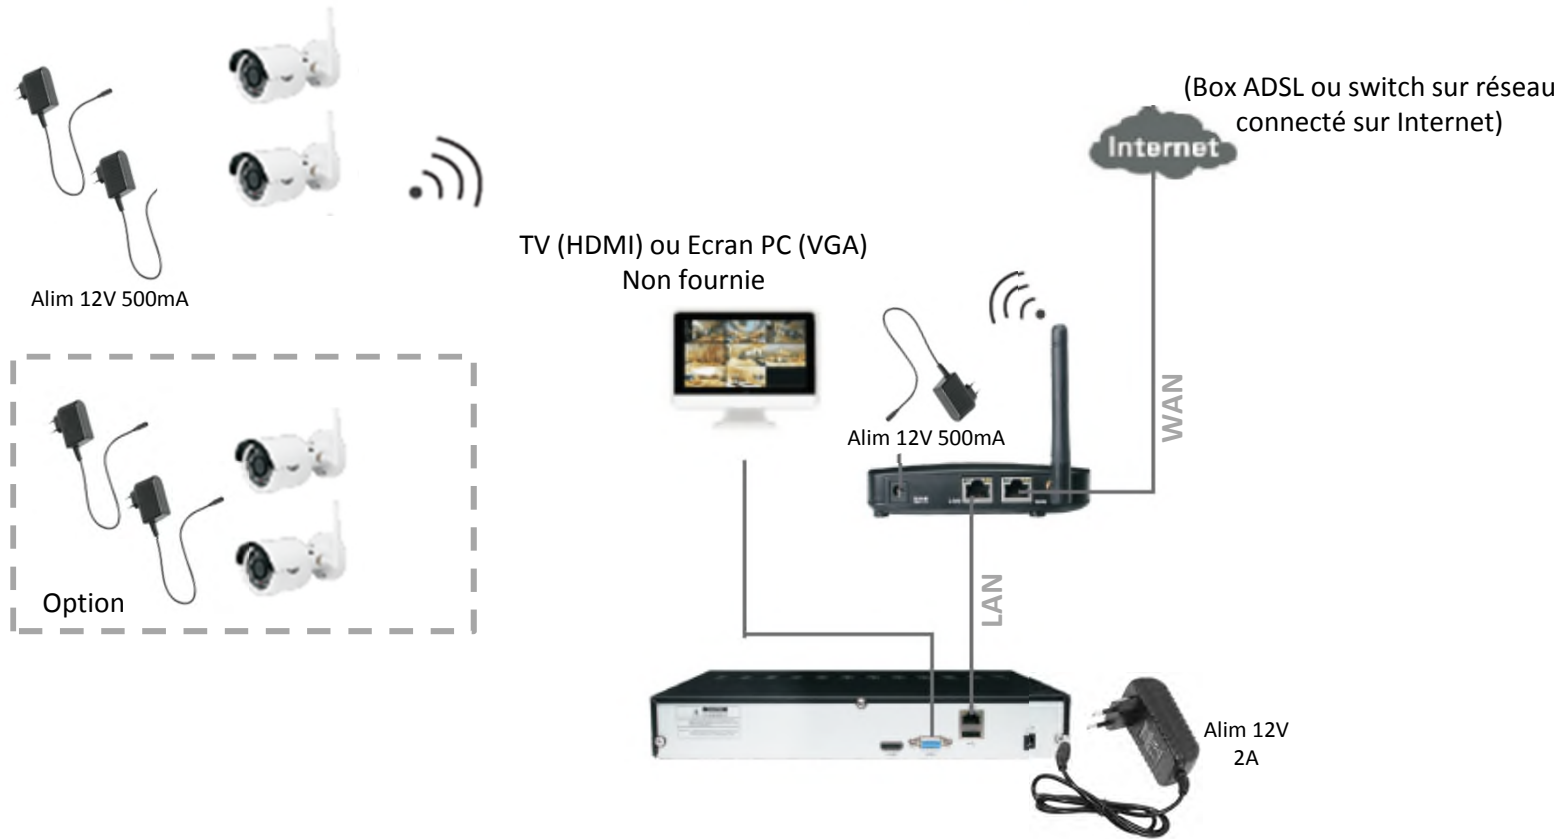 (Box ADSL ou switch sur réseau
connecté sur Internet)
Internet
TV (HDMI) ou Ecran PC (VGA)
Non fournie
Alim 12V 500mA
Alim 12V 500mA
WAN
LAN
Option
Alim 12V
2A